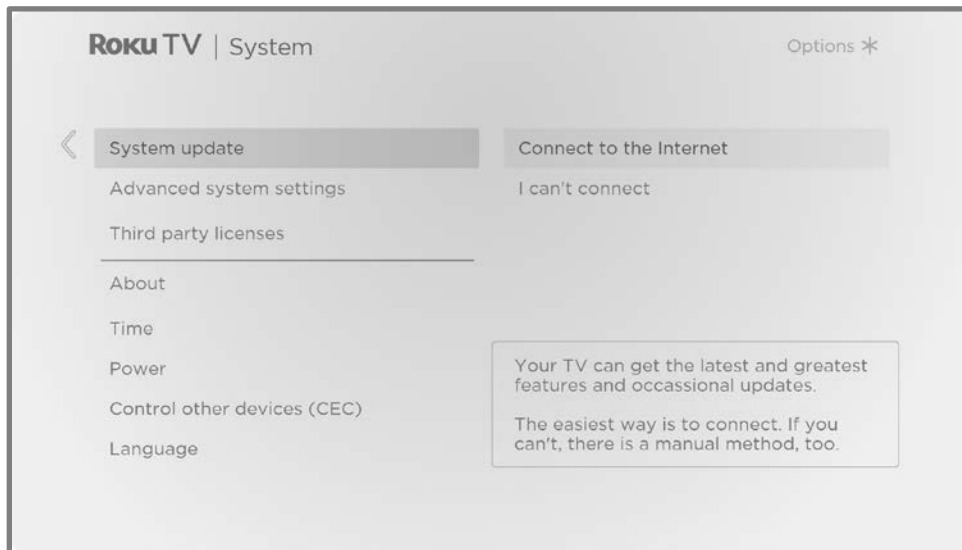 Roku TV | System
Options *
System update
Advanced system settings
Third party licenses
About
Time
Power
Control other devices (CEC)
Language
Connect to the Internet
I can't connect
Your TV can get the latest and greatest
features and occassional updates.
The easiest way is to connect. If you
can't, there is a manual method, too.